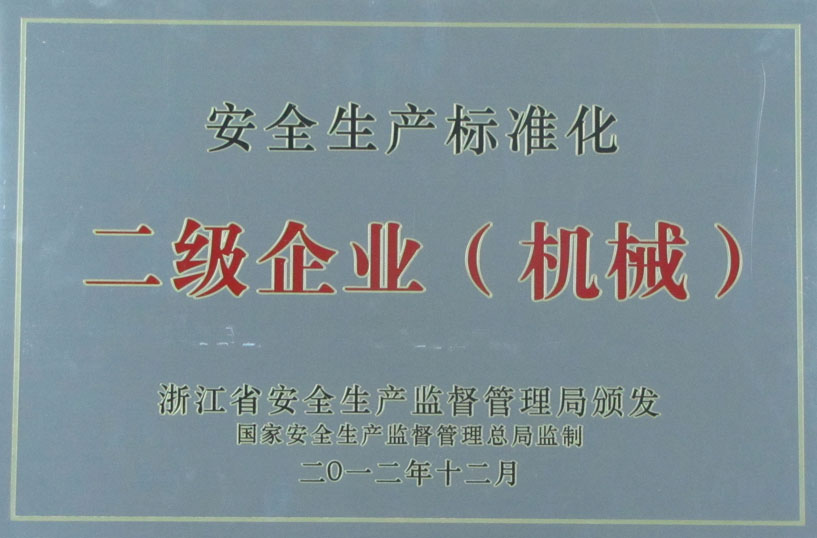 安全生产标准化
二级企业（机械）
浙江省安全生产监督管理局颁发
国家安全生产监督管理总局监制
二〇一二年十二月